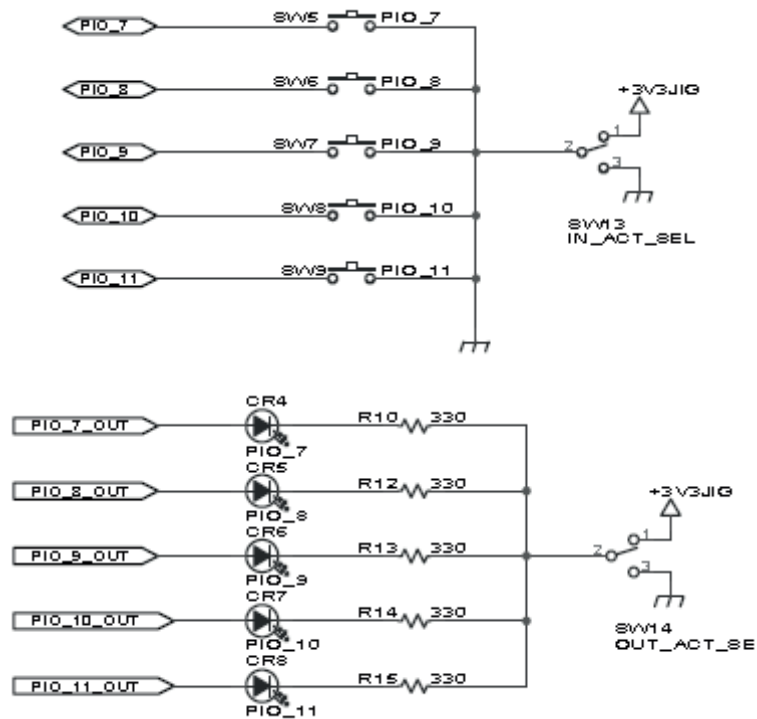 PIO_7 SW5 PIO_7
PIO_8 SW6 PIO_8
+3V3JIG
PIO_9 SW7 PIO_9
2 1
3
PIO_10 SW8 PIO_10
SW13
IN_ACT_SEL
PIO_11 SW9 PIO_11
CR4
PIO_7_OUT R10 330
PIO_7
CR5
PIO_8_OUT R12 330
+3V3JIG
PIO_8
CR6
PIO_9_OUT R13 330
2 1
3
PIO_9
CR7
PIO_10_OUT R14 330
SW14
OUT_ACT_SE
PIO_10
CR8
PIO_11_OUT R15 330
PIO_11